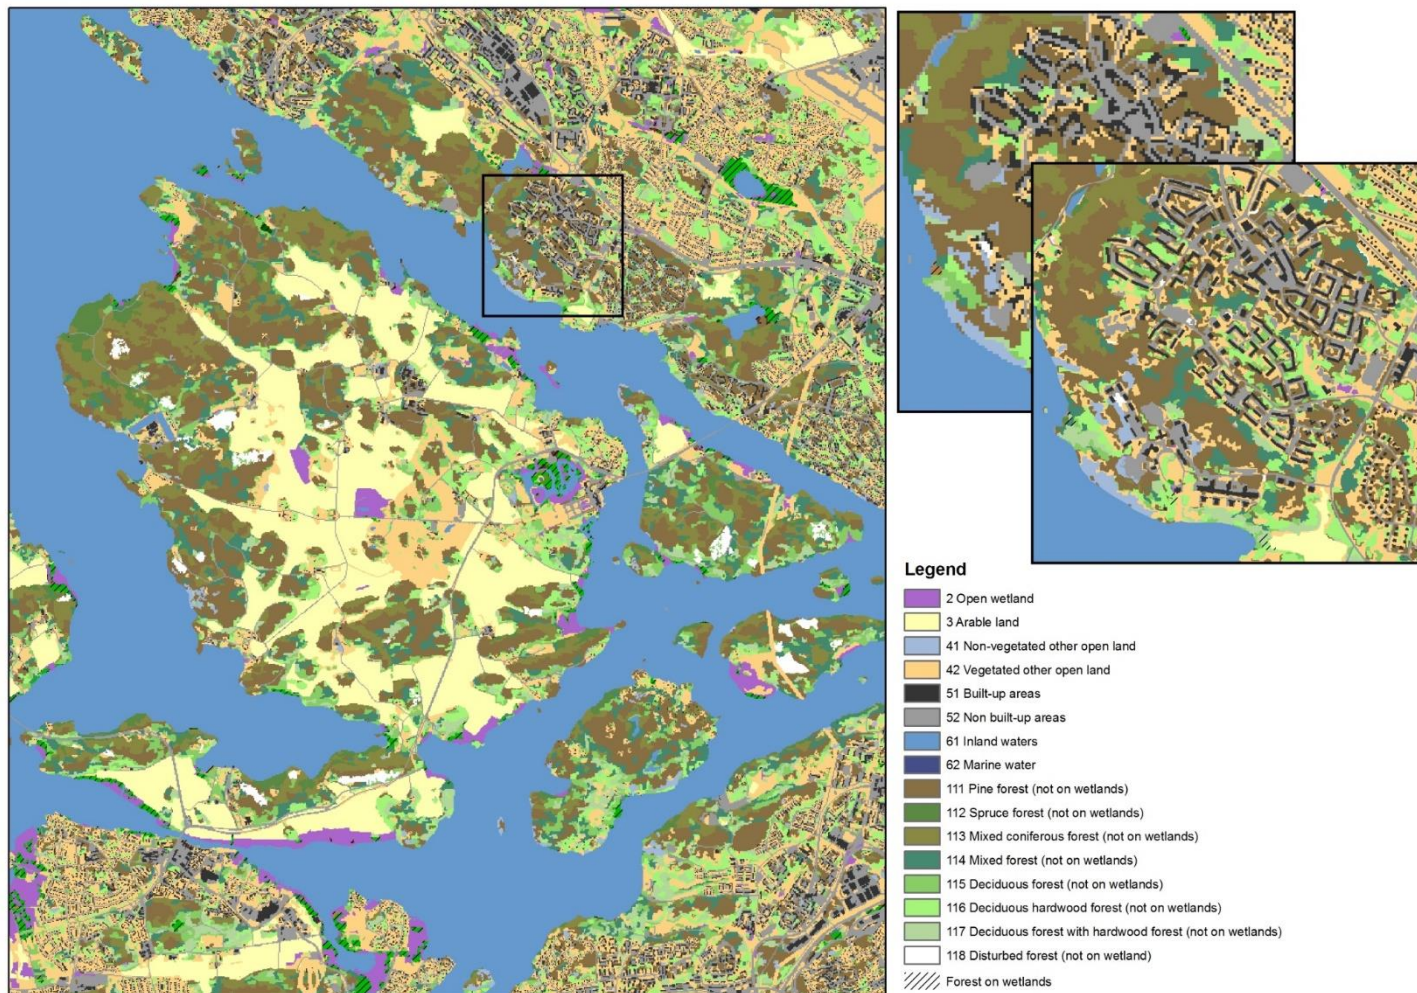 Legend
2 Open wetland
3 Arable land
41 Non-vegetated other open land
42 Vegetated other open land
51 Built-up areas
52 Non built-up areas
61 Inland waters
62 Marine water
111 Pine forest (not on wetlands)
112 Spruce forest (not on wetlands)
113 Mixed coniferous forest (not on wetlands)
114 Mixed forest (not on wetlands)
115 Deciduous forest (not on wetlands)
116 Deciduous hardwood forest (not on wetlands)
117 Deciduous forest with hardwood forest (not on wetlands)
118 Disturbed forest (not on wetland)
Forest on wetlands